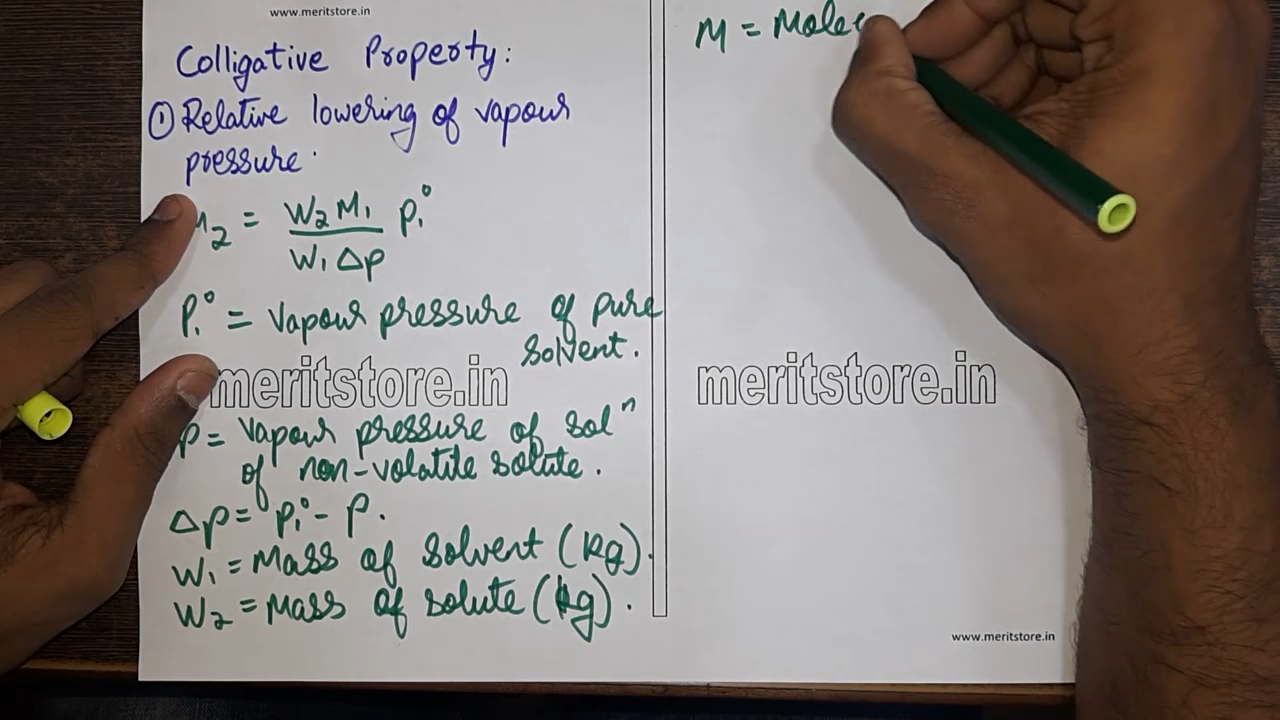 www.meritstore.in
Colligative Property:
① Relative lowering of vapour
pressure.
2 = W₂ M₁ / W₁ Δp P₁°
P₁° = Vapour pressure of pure
solvent.
meritstore.in
p = Vapour pressure of solⁿ
of non-volatile solute.
Δp = P₁° - P.
W₁ = Mass of solvent (kg).
W₂ = Mass of solute (kg).
M = Mole
meritstore.in
www.meritstore.in